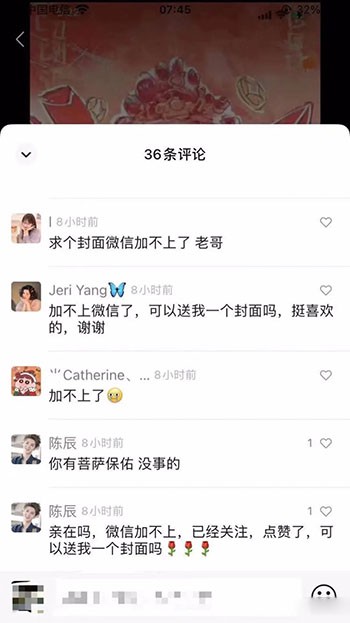 中国电信
07:45
32%
36条评论
l 8小时前
求个封面微信加不上了 老哥
Jeri Yang🦋 8小时前
加不上微信了，可以送我一个封面吗，挺喜欢
的，谢谢
Catherine、... 8小时前
加不上了
陈辰 8小时前
1
你有菩萨保佑 没事的
陈辰 8小时前
1
亲在吗，微信加不上，已经关注，点赞了，可
以送我一个封面吗🌹🌹🌹